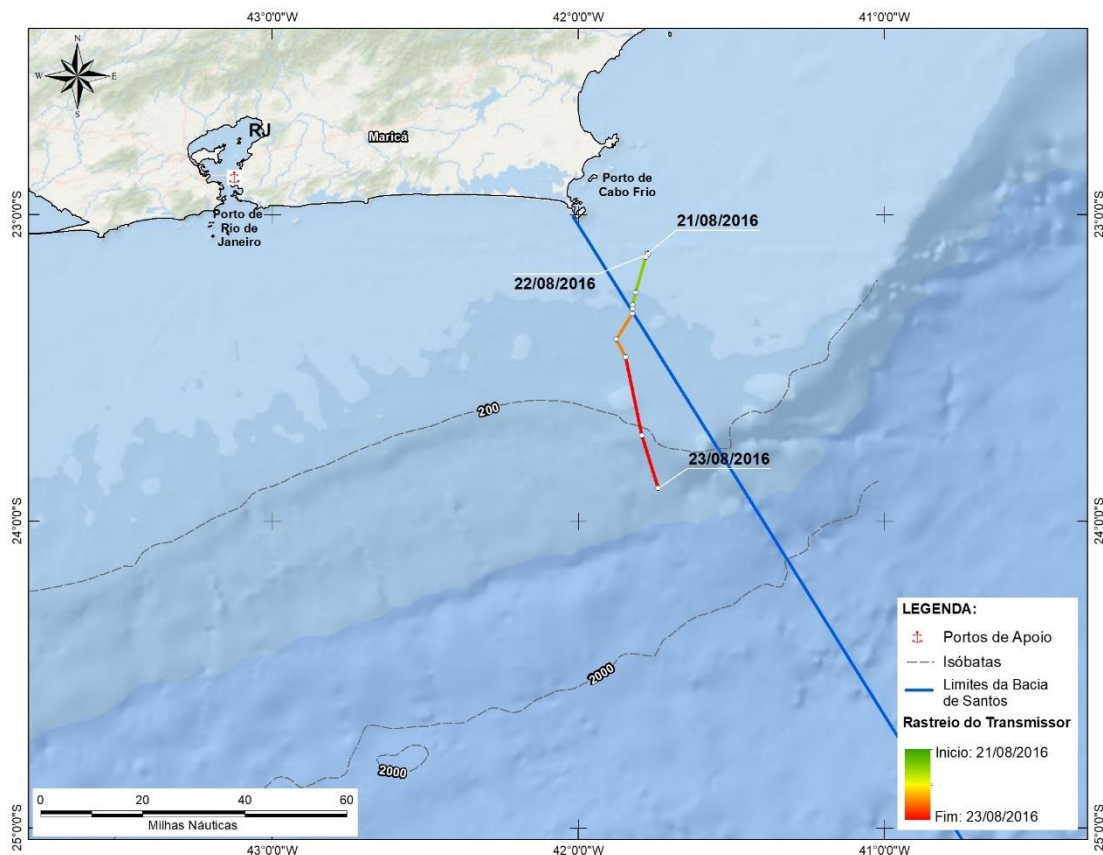 43°0'0"W
42°0'0"W
41°0'0"W
N
W
E
S
RJ
Maricá
Porto de
Rio de
Janeiro
Porto de
Cabo Frio
23°0'0"S
23°0'0"S
21/08/2016
22/08/2016
200
23/08/2016
24°0'0"S
24°0'0"S
2000
2000
LEGENDA:
Portos de Apoio
Isóbatas
Limites da Bacia
de Santos
Rastreio do Transmissor
Inicio: 21/08/2016
Fim: 23/08/2016
0
20
40
60
Milhas Náuticas
25°0'0"S
25°0'0"S
43°0'0"W
42°0'0"W
41°0'0"W